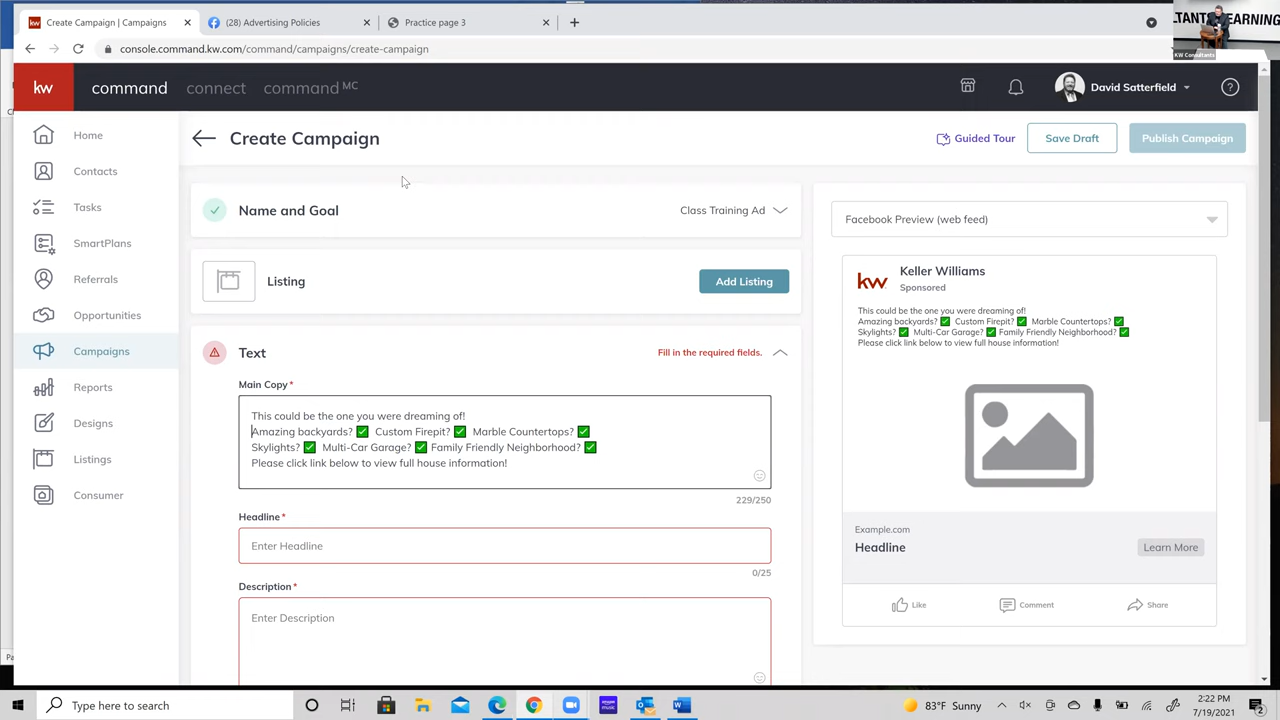 Create Campaign | Campaigns
(28) Advertising Policies
Practice page 3
LTANTS LEARNING
KW Consultants
console.command.kw.com/command/campaigns/create-campaign
kw
command
connect
command MC
David Satterfield
Home
Contacts
Tasks
SmartPlans
Referrals
Opportunities
Campaigns
Reports
Designs
Listings
Consumer
Create Campaign
Guided Tour
Save Draft
Publish Campaign
Name and Goal
Class Training Ad
Listing
Add Listing
Text
Fill in the required fields.
Main Copy*
This could be the one you were dreaming of!
Amazing backyards? ✅ Custom Firepit? ✅ Marble Countertops? ✅
Skylights? ✅ Multi-Car Garage? ✅ Family Friendly Neighborhood? ✅
Please click link below to view full house information!
229/250
Headline*
Enter Headline
0/25
Description*
Enter Description
Facebook Preview (web feed)
kw
Keller Williams
Sponsored
This could be the one you were dreaming of!
Amazing backyards? ✅ Custom Firepit? ✅ Marble Countertops? ✅
Skylights? ✅ Multi-Car Garage? ✅ Family Friendly Neighborhood? ✅
Please click link below to view full house information!
Example.com
Headline
Learn More
Like
Comment
Share
Type here to search
83°F Sunny
2:22 PM
7/19/2021
2